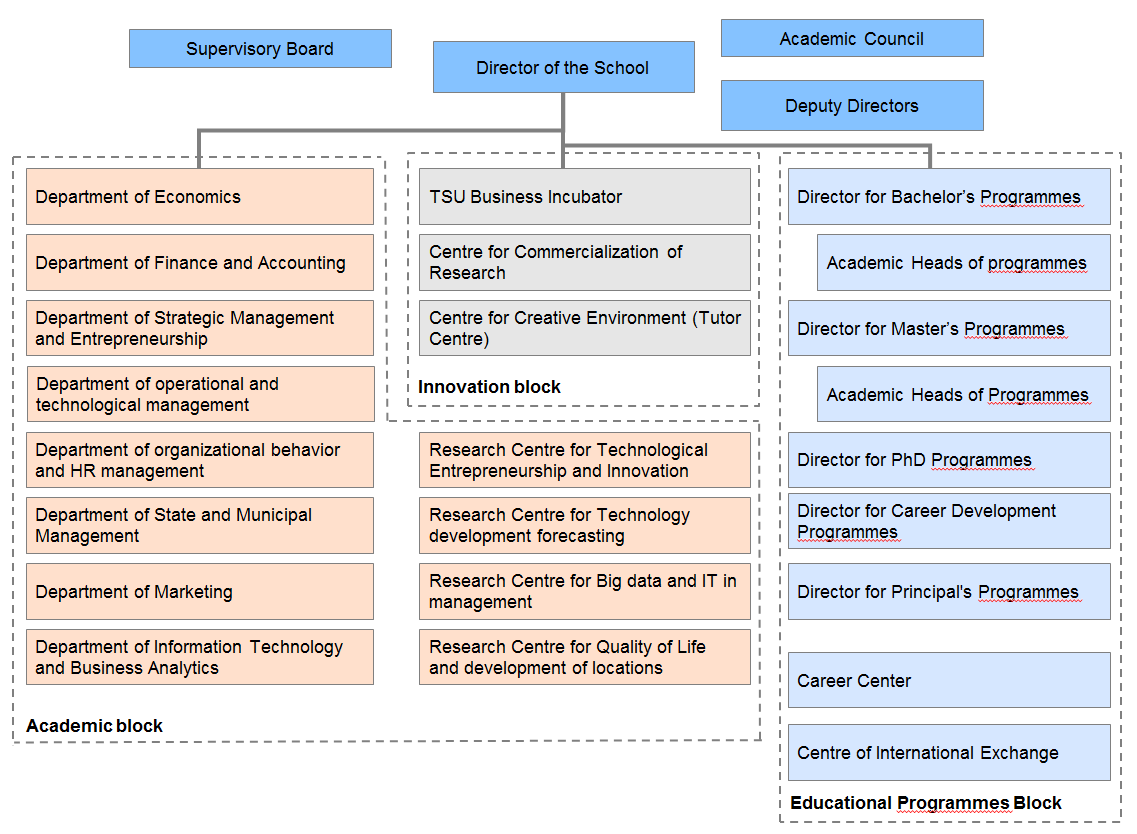 Supervisory Board
Director of the School
Academic Council
Deputy Directors
Department of Economics
Department of Finance and Accounting
Department of Strategic Management
and Entrepreneurship
Department of operational and
technological management
Department of organizational behavior
and HR management
Department of State and Municipal
Management
Department of Marketing
Department of Information Technology
and Business Analytics
Academic block
TSU Business Incubator
Centre for Commercialization of
Research
Centre for Creative Environment (Tutor
Centre)
Innovation block
Research Centre for Technological
Entrepreneurship and Innovation
Research Centre for Technology
development forecasting
Research Centre for Big data and IT in
management
Research Centre for Quality of Life
and development of locations
Director for Bachelor’s Programmes
Academic Heads of programmes
Director for Master’s Programmes
Academic Heads of Programmes
Director for PhD Programmes
Director for Career Development
Programmes
Director for Principal's Programmes
Career Center
Centre of International Exchange
Educational Programmes Block